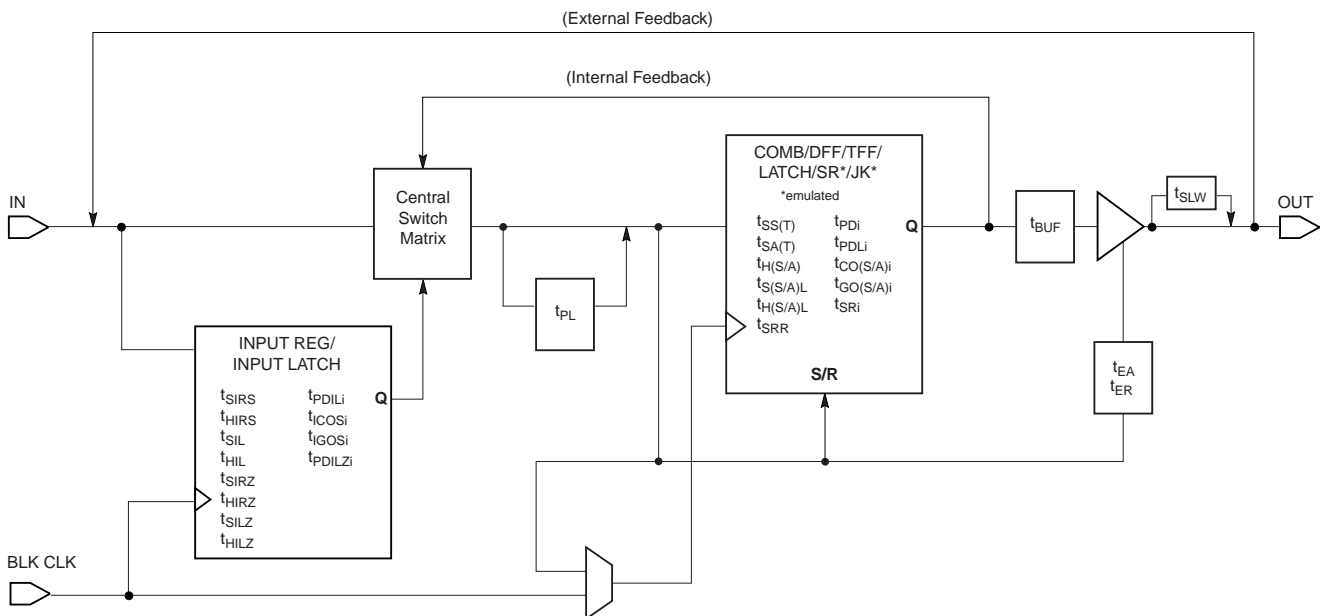 (External Feedback)
(Internal Feedback)
COMB/DFF/TFF/
LATCH/SR*/JK*
*emulated
IN
Central
Switch
Matrix
tSS(T)
tSA(T)
tH(S/A)
tS(S/A)L
tH(S/A)L
tSRR
tPDi
tPDLi
tCO(S/A)i
tGO(S/A)i
tSRi
Q
S/R
tBUF
tSLW
OUT
tPL
tEA
tER
INPUT REG/
INPUT LATCH
tSIRS
tHIRS
tSIL
tHIL
tSIRZ
tHIRZ
tSILZ
tHILZ
tPDILi
tICOSi
tIGOSi
tPDILZi
Q
BLK CLK